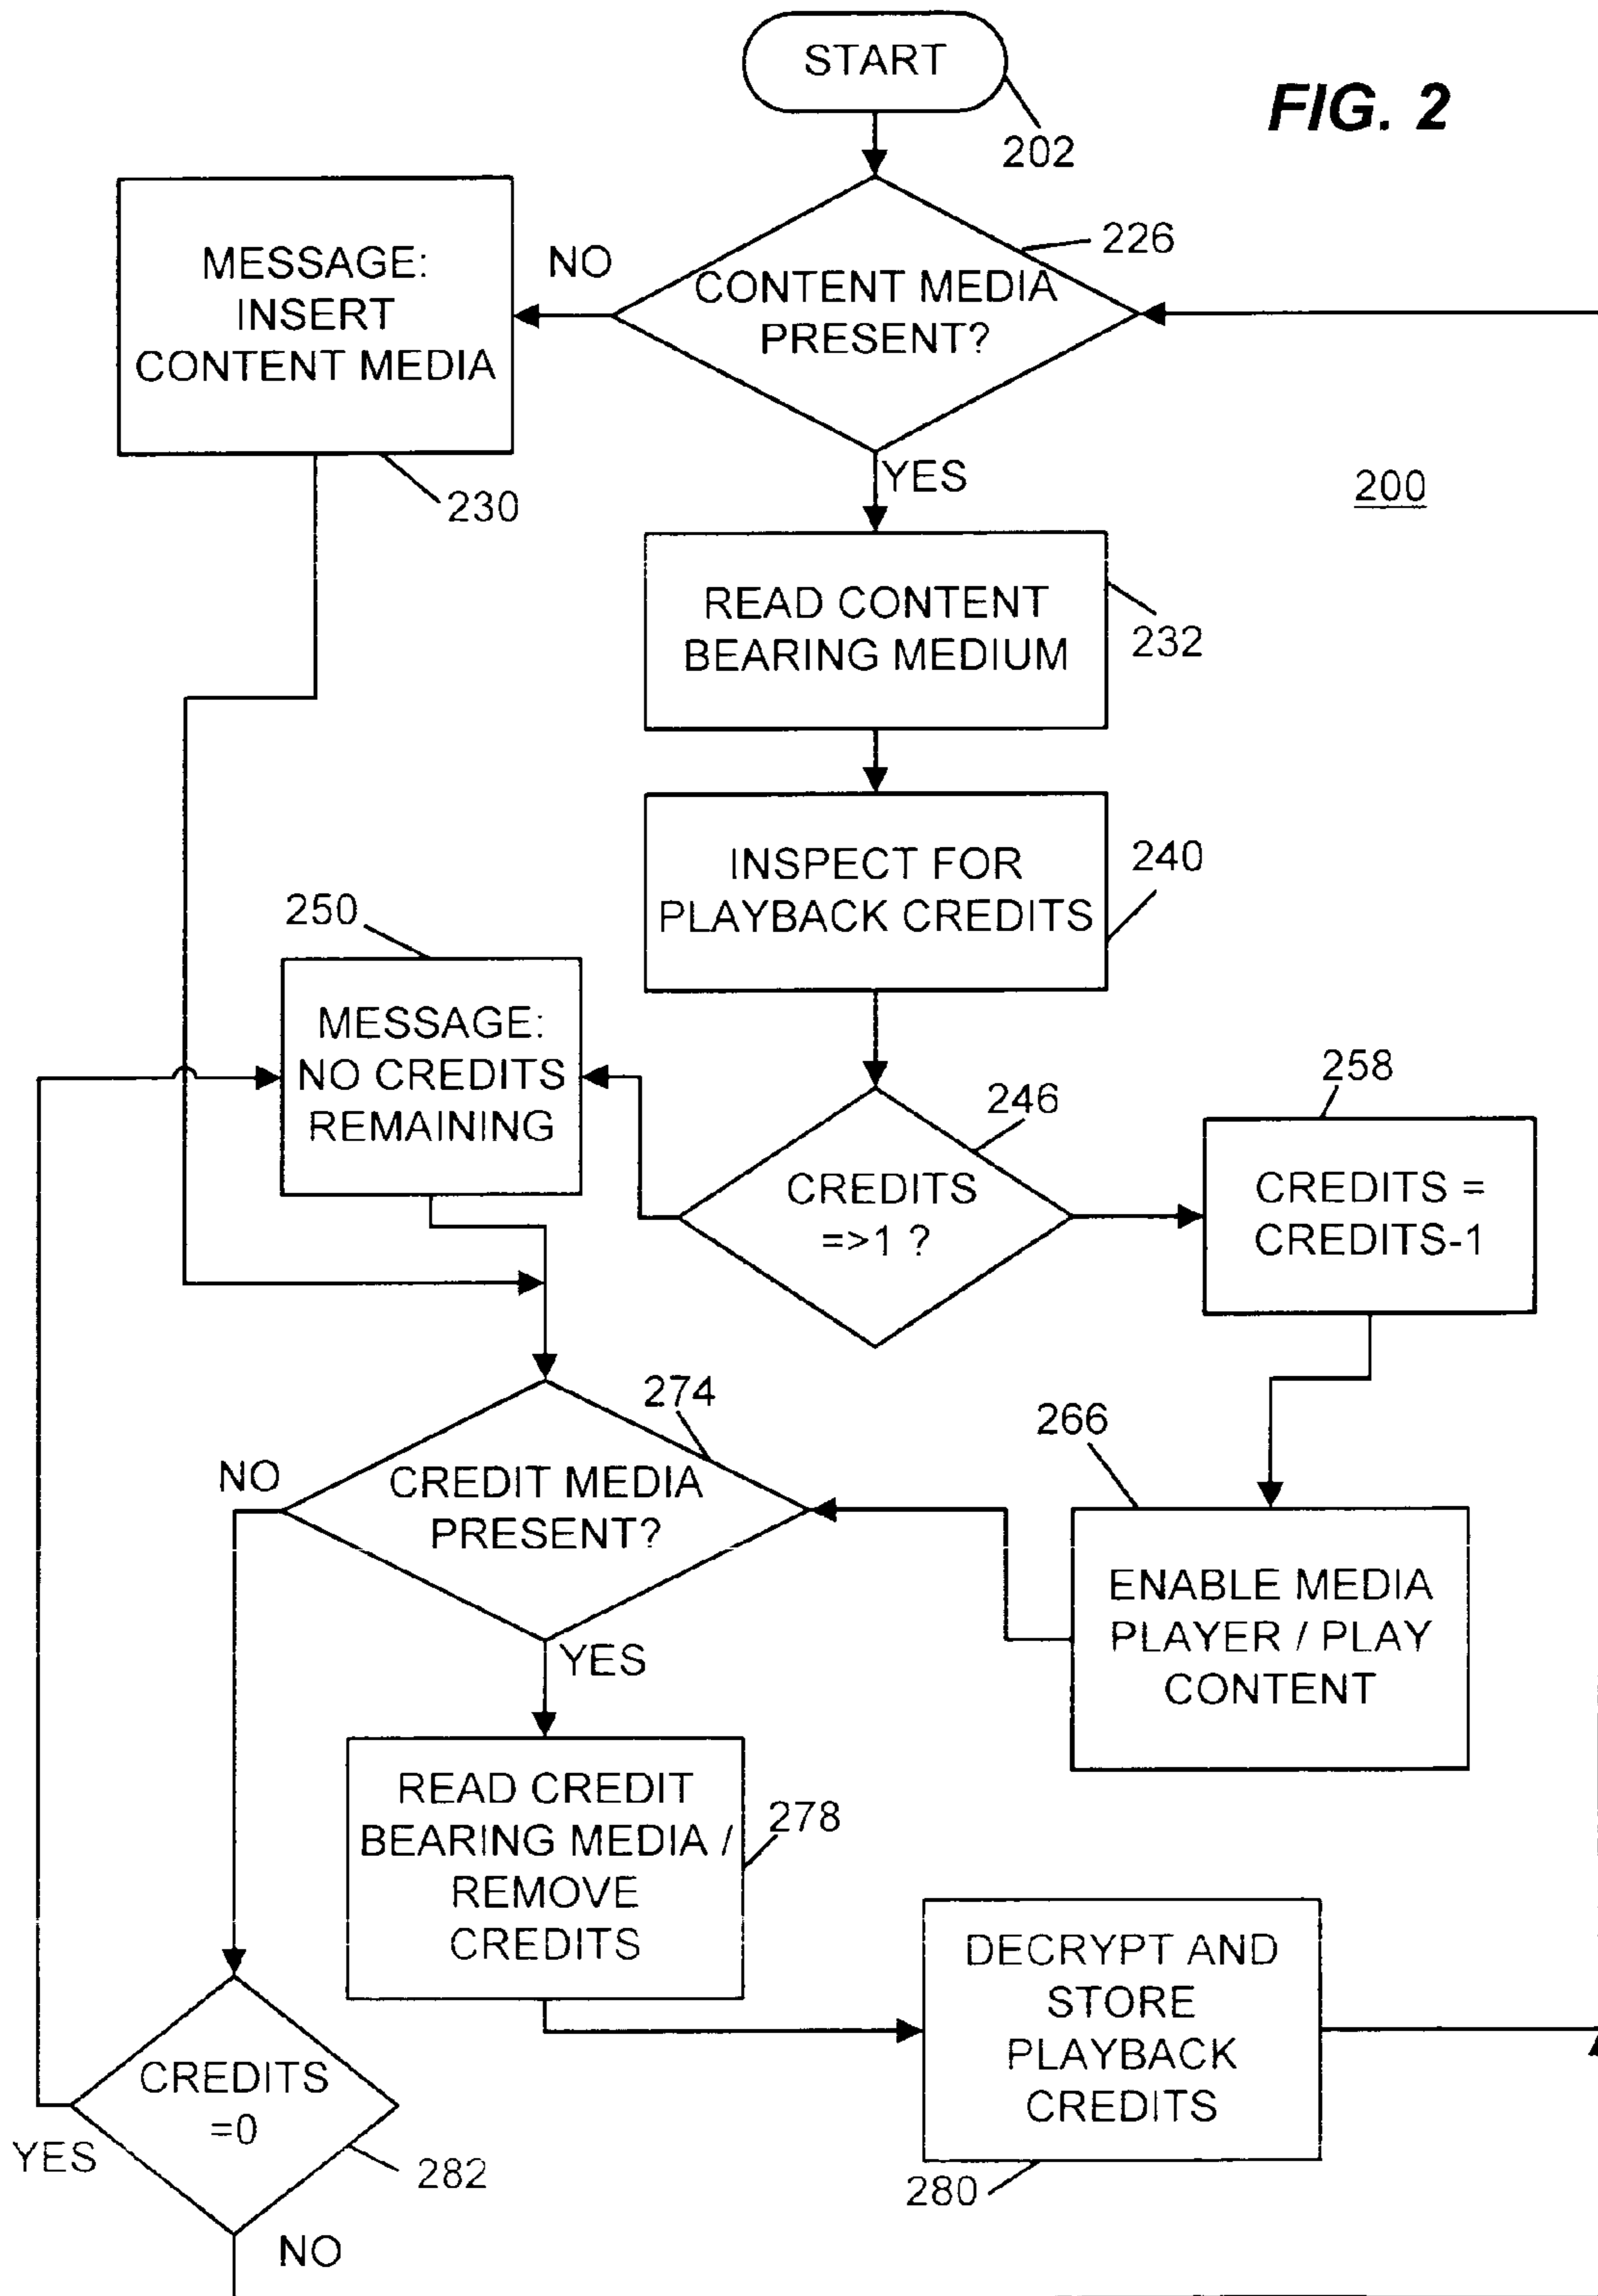 START
FIG. 2
202
MESSAGE:
INSERT
CONTENT MEDIA
NO
CONTENT MEDIA
PRESENT?
226
230
YES
200
READ CONTENT
BEARING MEDIUM
232
INSPECT FOR
PLAYBACK CREDITS
240
250
MESSAGE:
NO CREDITS
REMAINING
246
258
CREDITS
=>1 ?
CREDITS =
CREDITS-1
274
266
NO
CREDIT MEDIA
PRESENT?
ENABLE MEDIA
PLAYER / PLAY
CONTENT
YES
READ CREDIT
BEARING MEDIA /
REMOVE
CREDITS
278
DECRYPT AND
STORE
PLAYBACK
CREDITS
280
CREDITS
=0
YES
282
NO